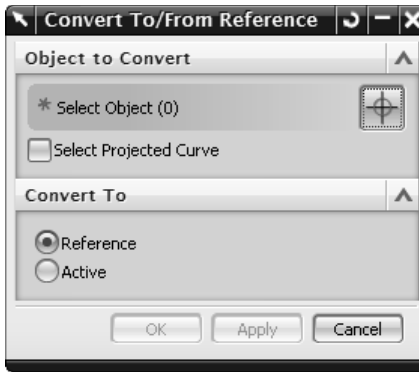 Convert To/From Reference
Object to Convert
* Select Object (0)
Select Projected Curve
Convert To
Reference
Active
OK Apply Cancel